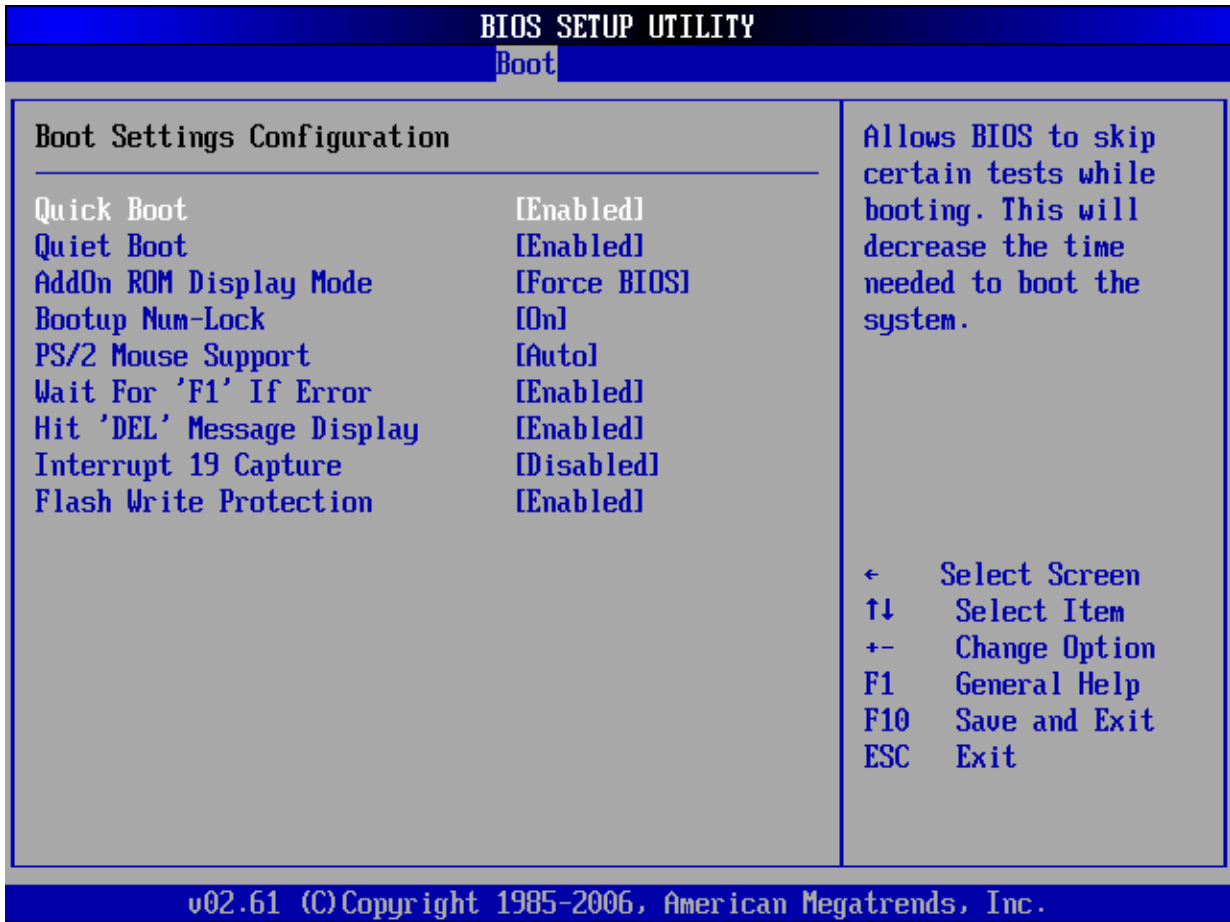 BIOS SETUP UTILITY
Boot
Boot Settings Configuration
Quick Boot [Enabled]
Quiet Boot [Enabled]
AddOn ROM Display Mode [Force BIOS]
Bootup Num-Lock [On]
PS/2 Mouse Support [Auto]
Wait For 'F1' If Error [Enabled]
Hit 'DEL' Message Display [Enabled]
Interrupt 19 Capture [Disabled]
Flash Write Protection [Enabled]
Allows BIOS to skip
certain tests while
booting. This will
decrease the time
needed to boot the
system.
← Select Screen
↑↓ Select Item
+- Change Option
F1 General Help
F10 Save and Exit
ESC Exit
v02.61 (C)Copyright 1985-2006, American Megatrends, Inc.